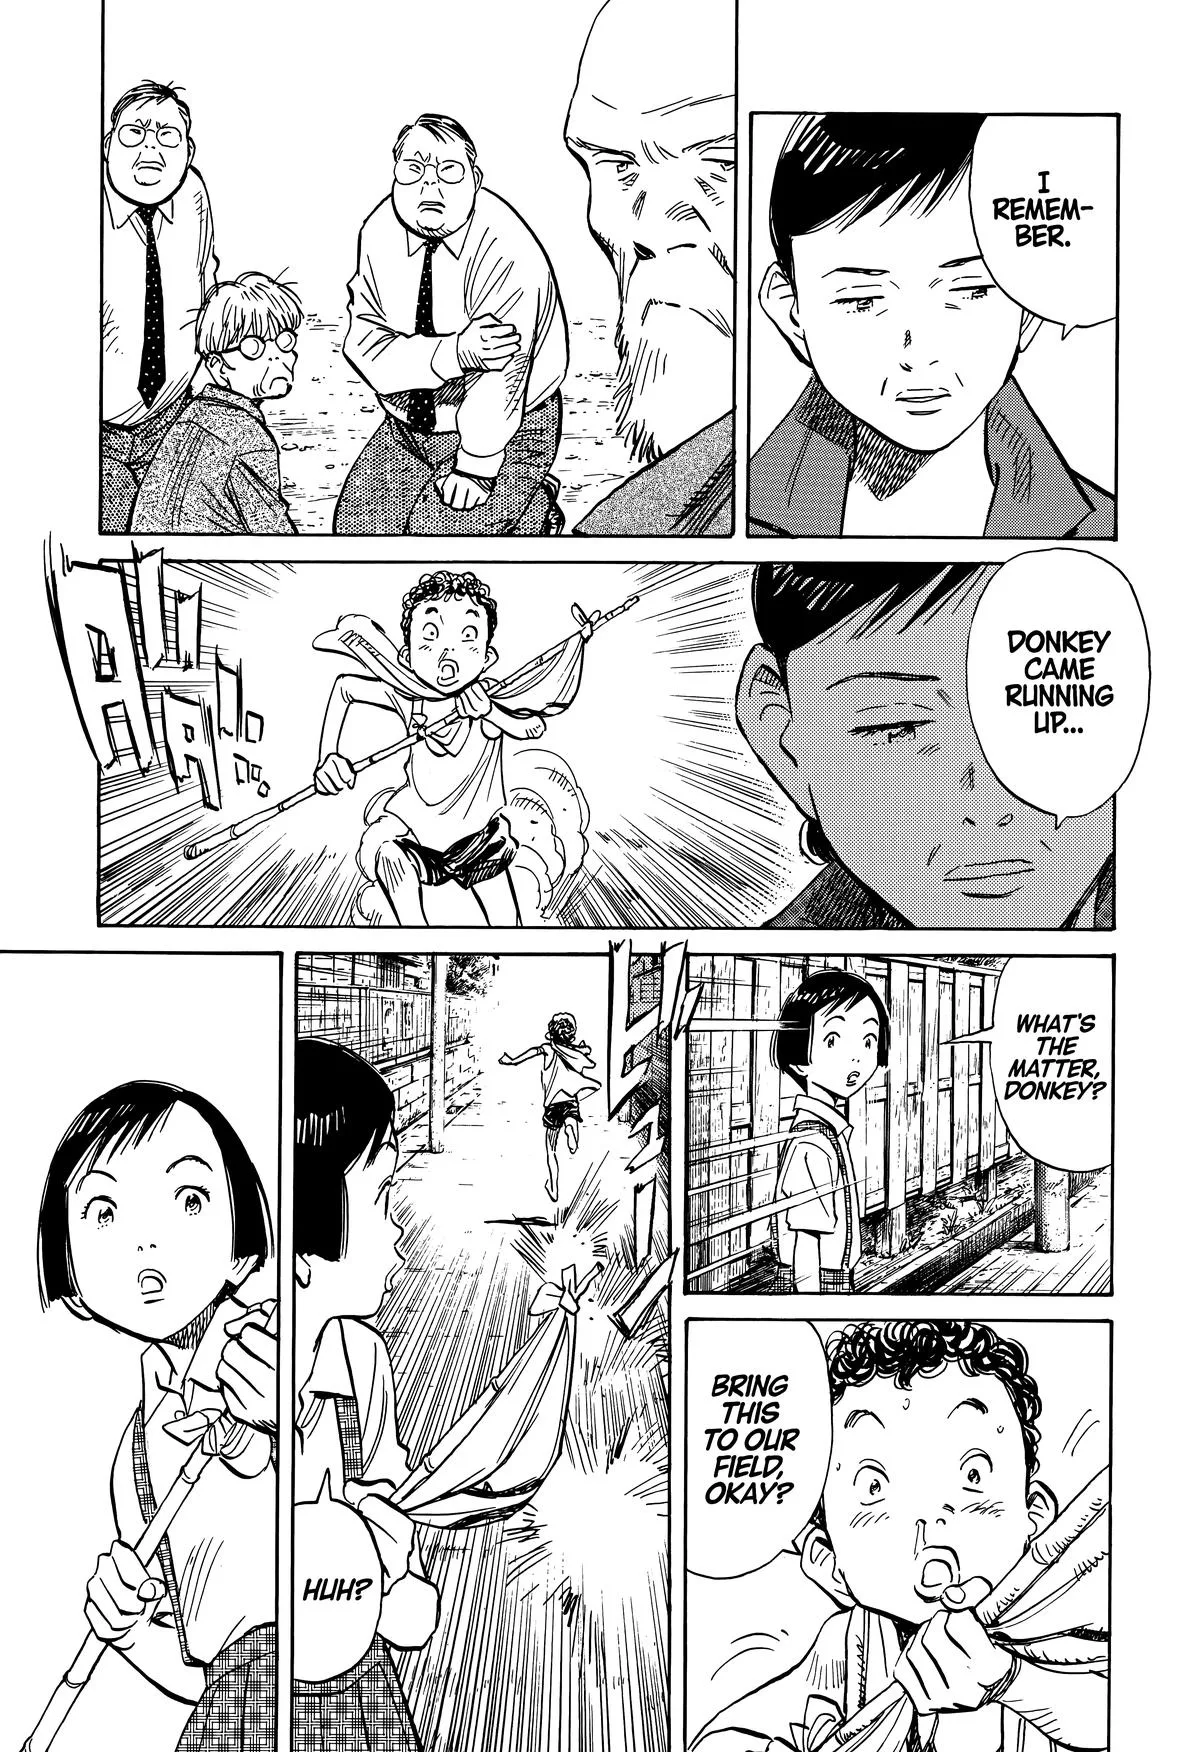 I
REMEM-
BER.
DONKEY
CAME
RUNNING
UP...
WHAT'S
THE
MATTER,
DONKEY?
BRING
THIS
TO OUR
FIELD,
OKAY?
HUH?